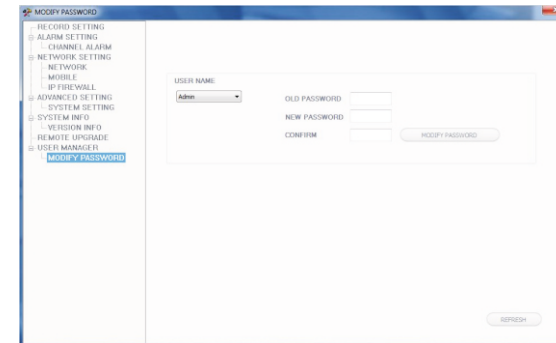 MODIFY PASSWORD
RECORD SETTING
ALARM SETTING
CHANNEL ALARM
NETWORK SETTING
NETWORK
MOBILE
IP FIREWALL
ADVANCED SETTING
SYSTEM SETTING
SYSTEM INFO
VERSION INFO
REMOTE UPGRADE
USER MANAGER
MODIFY PASSWORD
USER NAME
Admin
OLD PASSWORD
NEW PASSWORD
CONFIRM
MODIFY PASSWORD
REFRESH